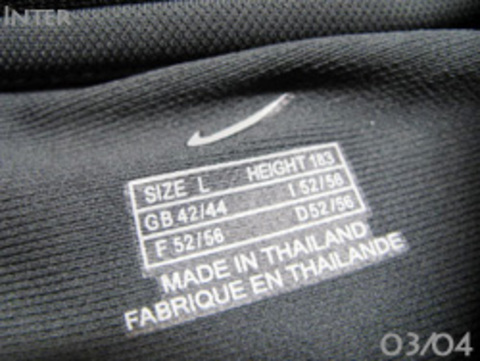 INTER
SIZE L HEIGHT 183
GB 42/44 I 52/56
F 52/56 D 52/56
MADE IN THAILAND
FABRIQUE EN THAILANDE
03/04